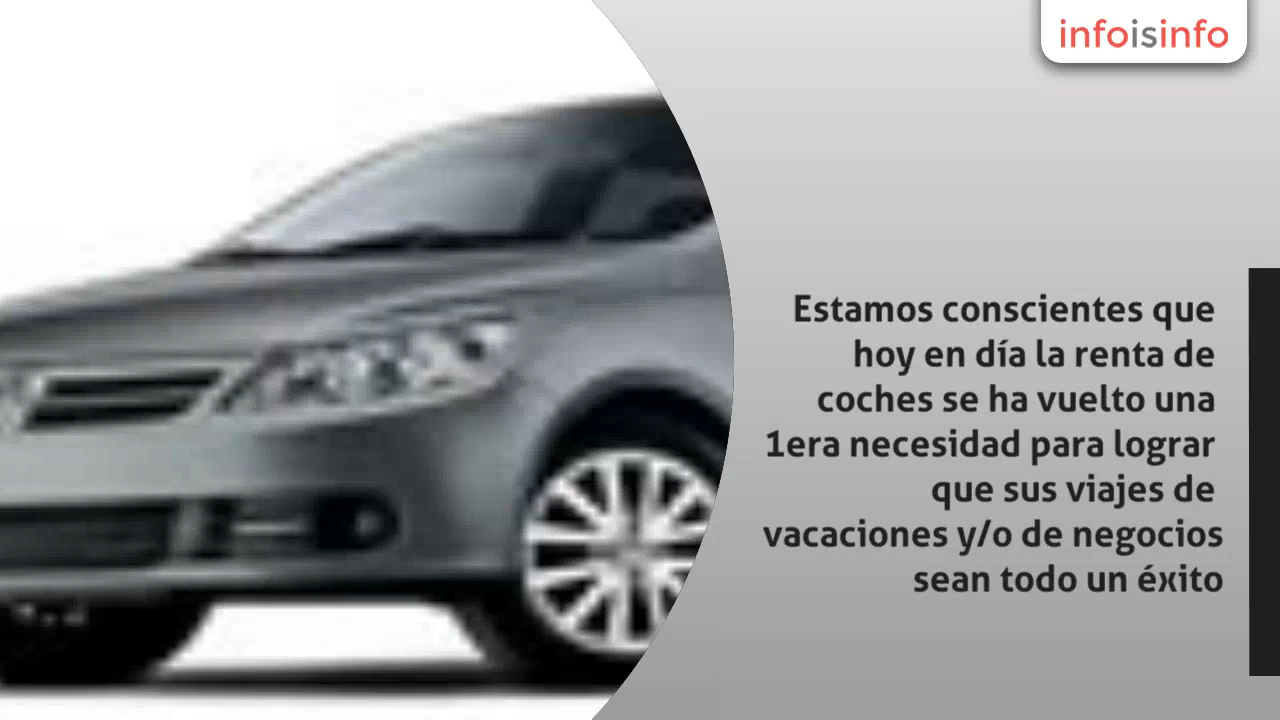 infoisinfo
Estamos conscientes que
hoy en día la renta de
coches se ha vuelto una
1era necesidad para lograr
que sus viajes de
vacaciones y/o de negocios
sean todo un éxito